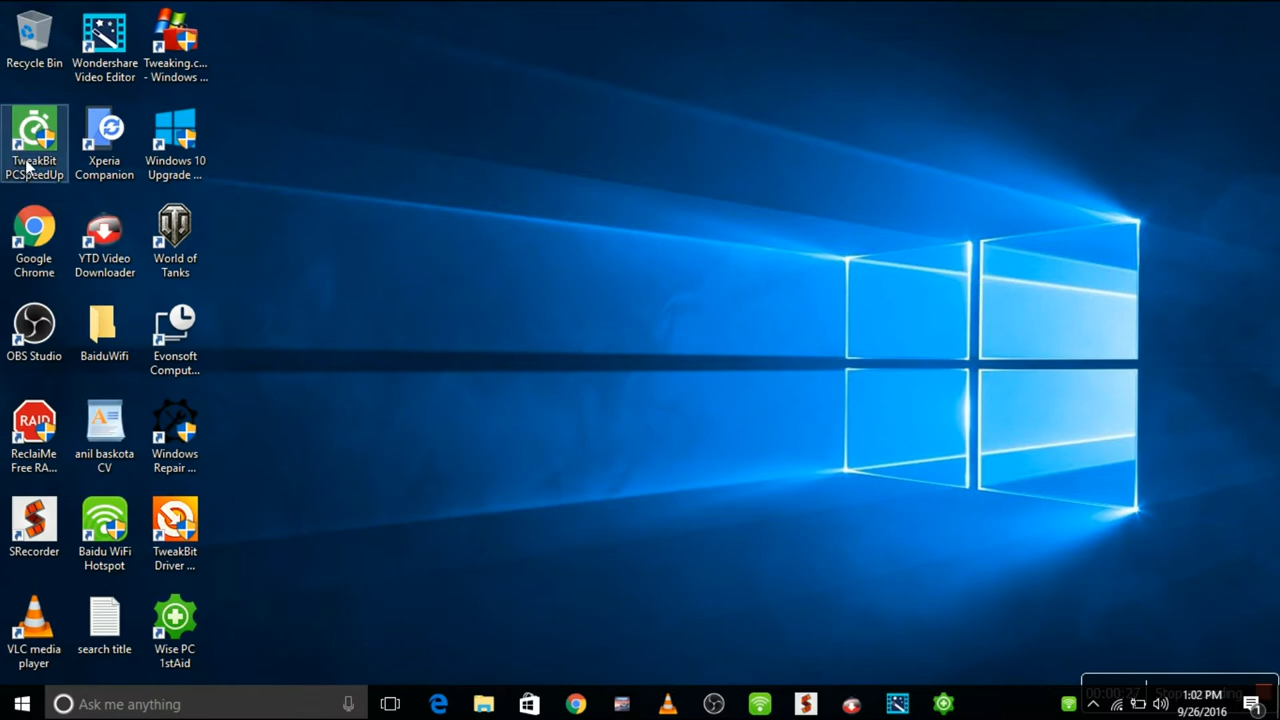 Recycle Bin
Wondershare
Video Editor
Tweaking.c...
- Windows ...
TweakBit
PCSpeedUp
Xperia
Companion
Windows 10
Upgrade ...
Google
Chrome
YTD Video
Downloader
World of
Tanks
OBS Studio
BaiduWifi
Evonsoft
Comput...
RAID
ReclaiMe
Free RA...
anil baskota
CV
Windows
Repair ...
SRecorder
Baidu WiFi
Hotspot
TweakBit
Driver ...
VLC media
player
search title
Wise PC
1stAid
Ask me anything
1:02 PM
9/26/2016
1